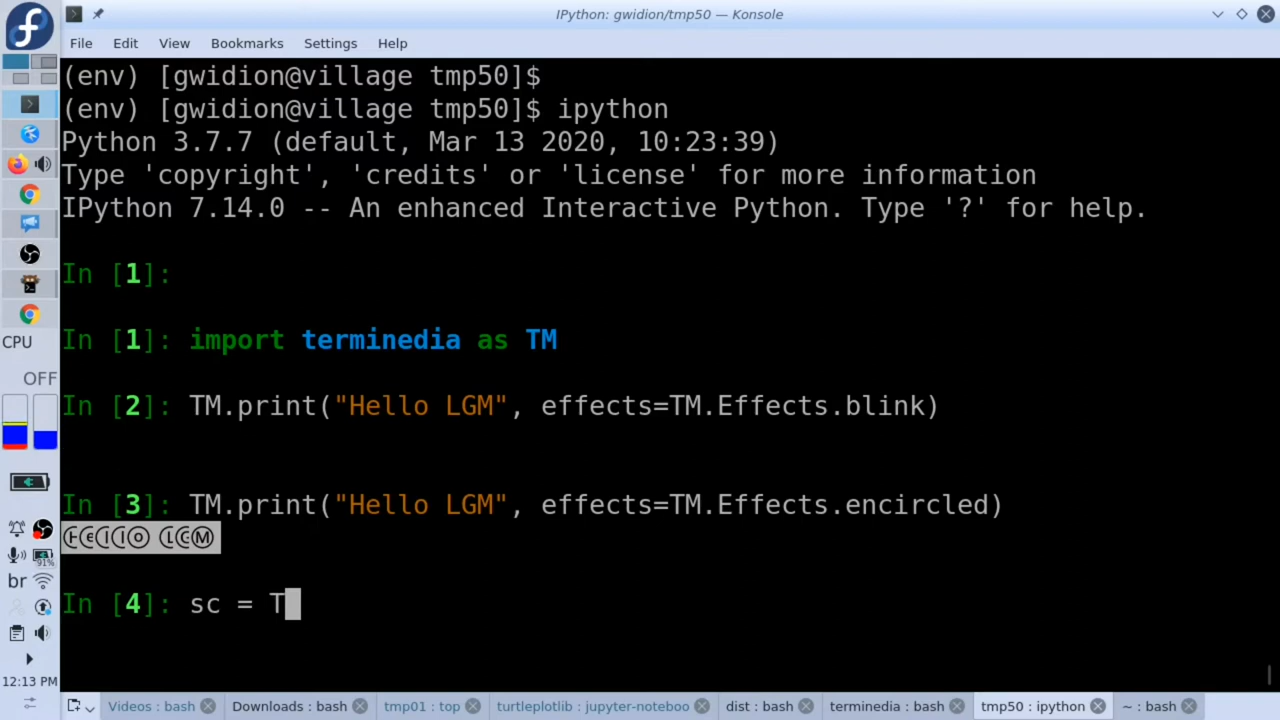 IPython: gwidion/tmp50 — Konsole
File Edit View Bookmarks Settings Help
(env) [gwidion@village tmp50]$
(env) [gwidion@village tmp50]$ ipython
Python 3.7.7 (default, Mar 13 2020, 10:23:39)
Type 'copyright', 'credits' or 'license' for more information
IPython 7.14.0 -- An enhanced Interactive Python. Type '?' for help.
In [1]:
In [1]: import terminedia as TM
In [2]: TM.print("Hello LGM", effects=TM.Effects.blink)
In [3]: TM.print("Hello LGM", effects=TM.Effects.encircled)
Ⓗⓔⓛⓛⓞ ⓁⒼⓂ
In [4]: sc = T
CPU
OFF
91%
br
12:13 PM
Videos : bash
Downloads : bash
tmp01 : top
turtleplotlib : jupyter-noteboo
dist : bash
terminedia : bash
tmp50 : ipython
~ : bash